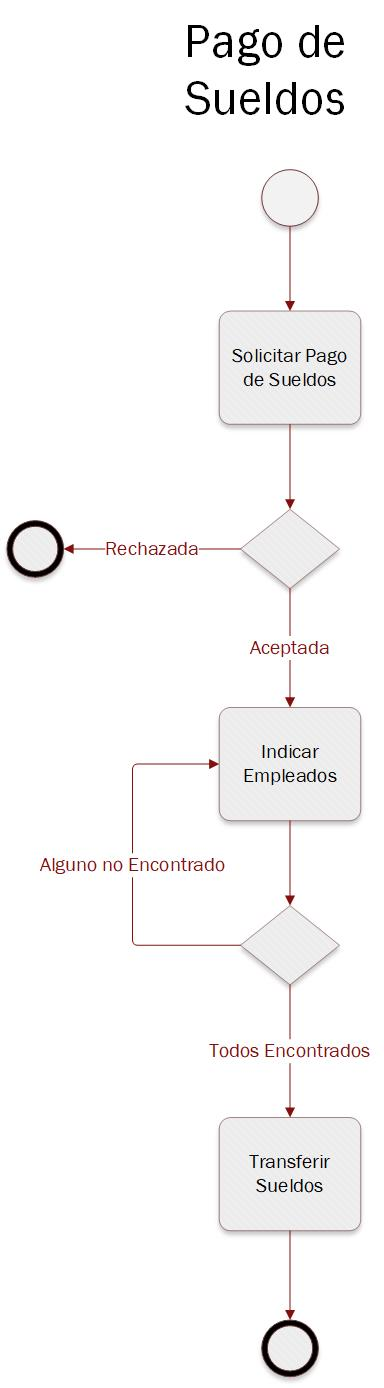 Pago de
Sueldos
Solicitar Pago
de Sueldos
Rechazada
Aceptada
Indicar
Empleados
Alguno no Encontrado
Todos Encontrados
Transferir
Sueldos